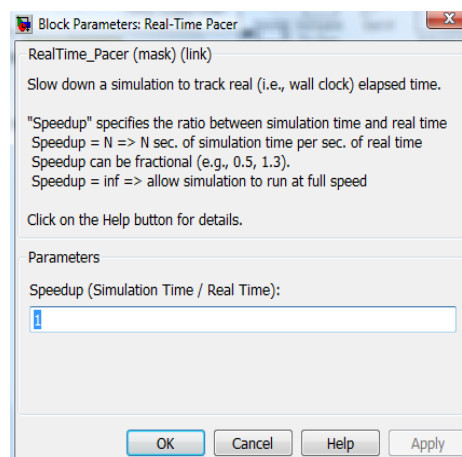 Block Parameters: Real-Time Pacer
RealTime_Pacer (mask) (link)
Slow down a simulation to track real (i.e., wall clock) elapsed time.
"Speedup" specifies the ratio between simulation time and real time
Speedup = N => N sec. of simulation time per sec. of real time
Speedup can be fractional (e.g., 0.5, 1.3).
Speedup = inf => allow simulation to run at full speed
Click on the Help button for details.
Parameters
Speedup (Simulation Time / Real Time):
1
OK Cancel Help Apply